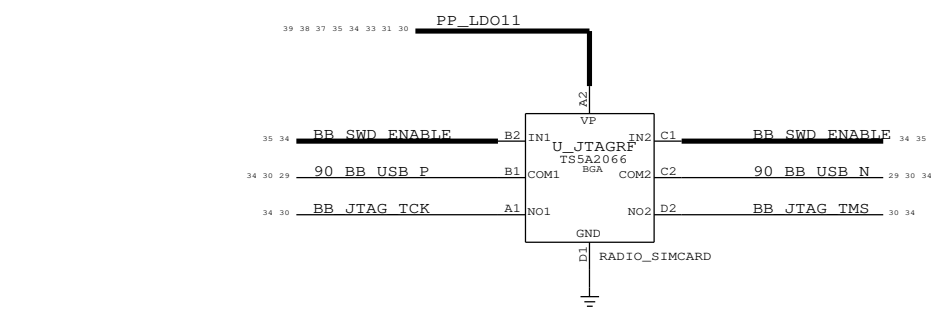 PP_LDO11
39 38 37 35 34 33 31 30
A2
VP
35 34 BB_SWD_ENABLE B2 IN1 IN2 C1 BB_SWD_ENABLE 34 35
U_JTAGRF
TS5A2066
BGA
34 30 29 90_BB_USB_P B1 COM1 COM2 C2 90_BB_USB_N 29 30 34
34 30 BB_JTAG_TCK A1 NO1 NO2 D2 BB_JTAG_TMS 30 34
GND
D1 RADIO_SIMCARD